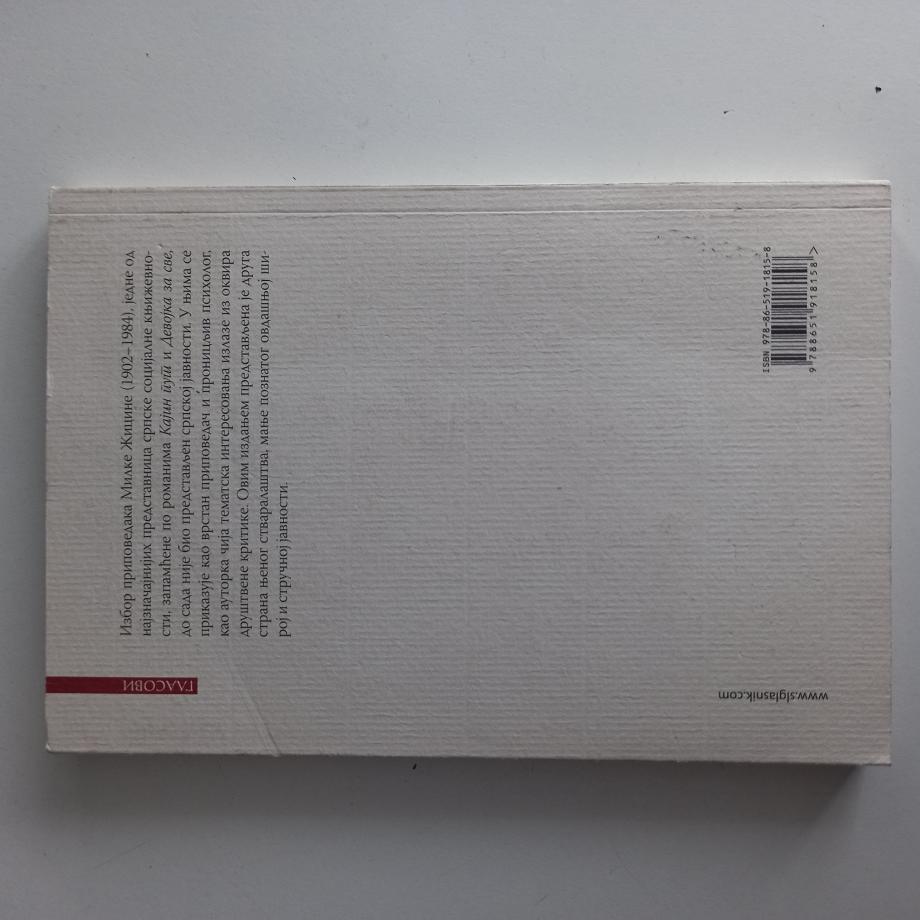 ГЛАСОВИ
Избор приповедака Милке Жицине (1902–1984), једне од
најзначајнијих представница српске социјалне књижевно-
сти, запамћене по романима Кајин пут и Девојка за све,
до сада није био представљен српској јавности. У њима се
приказује као врстан приповедач и проницљив психолог,
као ауторка чија тематска интересовања излазе из оквира
друштвене критике. Овим издањем представљена је друга
страна њеног стваралаштва, мање познатог овдашњој ши-
рој и стручној јавности.
www.slglasnik.com
ISBN 978-86-519-1815-8
9 788651 918158 >